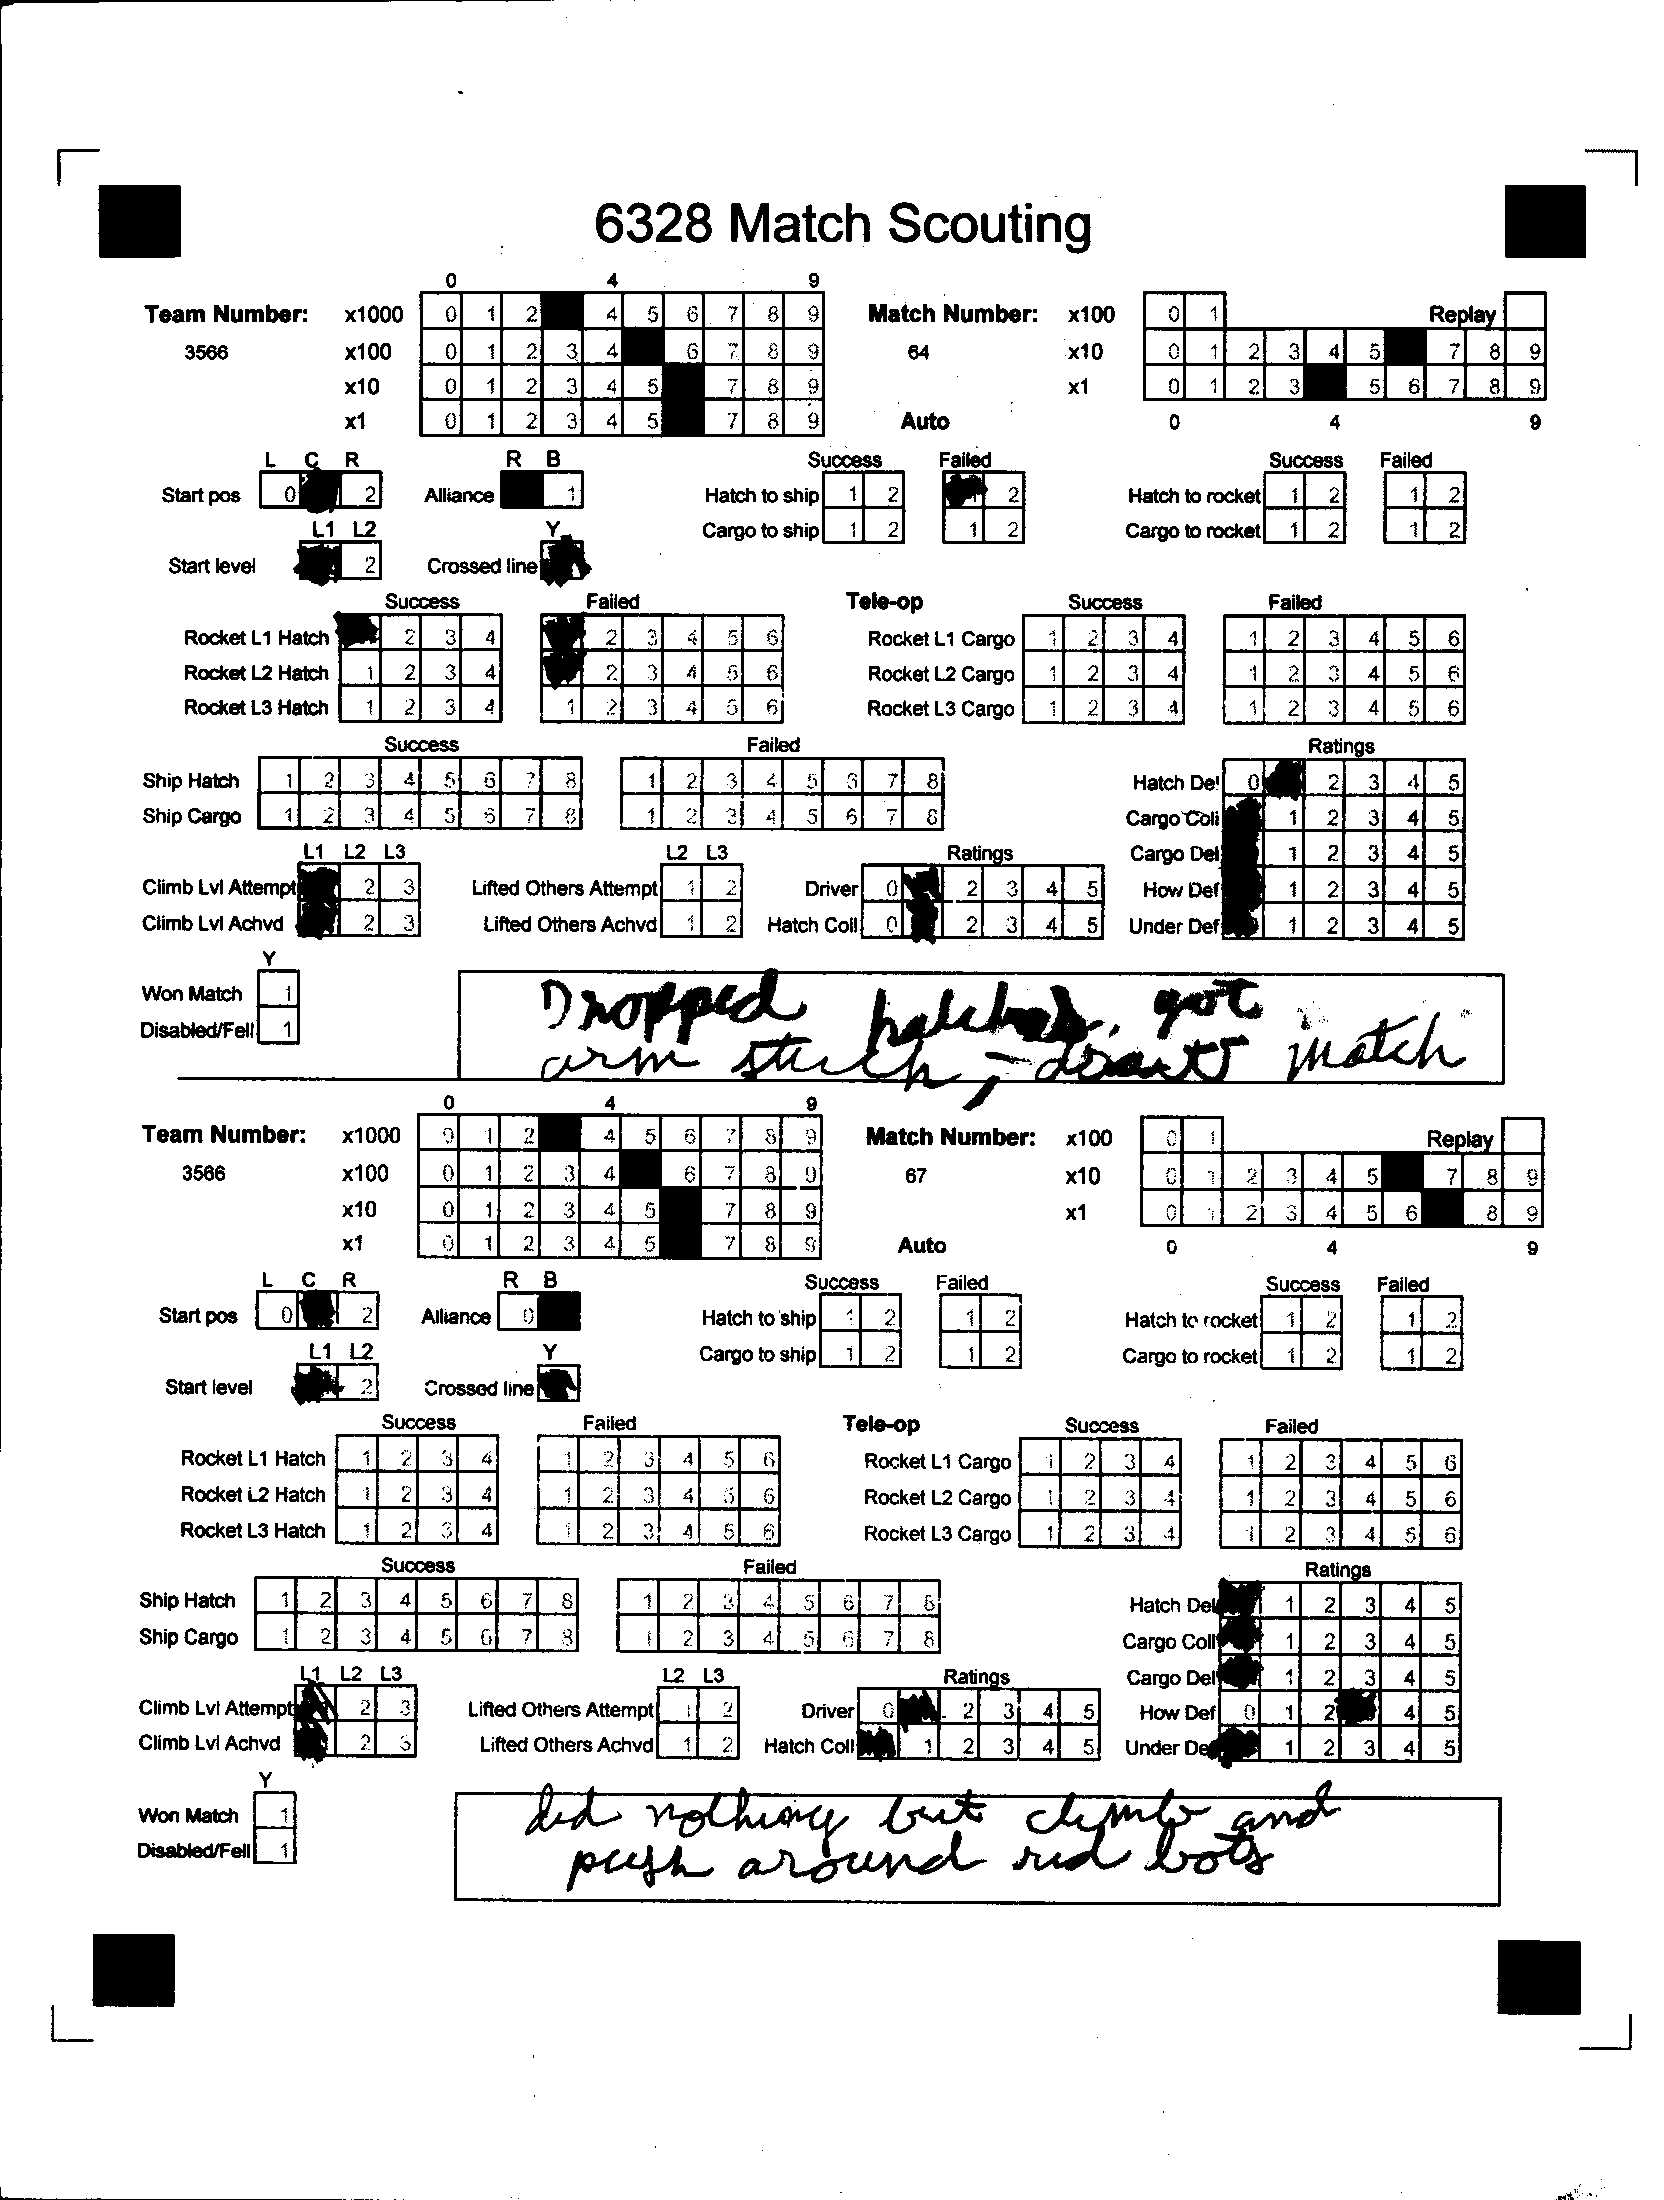 6328 Match Scouting
0 4 9
Team Number: x1000 0 1 2 4 5 6 7 8 9 Match Number: x100 0 1 Replay
3566 x100 0 1 2 3 4 6 7 8 9 64 x10 0 1 2 3 4 5 7 8 9
x10 0 1 2 3 4 5 7 8 9 x1 0 1 2 3 5 6 7 8 9
x1 0 1 2 3 4 5 7 8 9 Auto 0 4 9
L C R R B Success Failed Success Failed
Start pos 0 2 Alliance 1 Hatch to ship 1 2 2 Hatch to rocket 1 2 1 2
L1 L2 Y Cargo to ship 1 2 1 2 Cargo to rocket 1 2 1 2
Start level 2 Crossed line
Success Failed Tele-op Success Failed
Rocket L1 Hatch 2 3 4 2 3 4 5 6 Rocket L1 Cargo 1 2 3 4 1 2 3 4 5 6
Rocket L2 Hatch 1 2 3 4 2 3 4 5 6 Rocket L2 Cargo 1 2 3 4 1 2 3 4 5 6
Rocket L3 Hatch 1 2 3 4 1 2 3 4 5 6 Rocket L3 Cargo 1 2 3 4 1 2 3 4 5 6
Success Failed Ratings
Ship Hatch 1 2 3 4 5 6 7 8 1 2 3 4 5 6 7 8 Hatch Del 0 2 3 4 5
Ship Cargo 1 2 3 4 5 6 7 8 1 2 3 4 5 6 7 8 Cargo Coll 1 2 3 4 5
L1 L2 L3 L2 L3 Ratings Cargo Del 1 2 3 4 5
Climb Lvl Attempt 2 3 Lifted Others Attempt 1 2 Driver 0 2 3 4 5 How Def 1 2 3 4 5
Climb Lvl Achvd 2 3 Lifted Others Achvd 1 2 Hatch Coll 0 2 3 4 5 Under Def 1 2 3 4 5
Y
Won Match 1
Disabled/Fell 1
Dropped hatches, got
arm stuck, match
0 4 9
Team Number: x1000 0 1 2 4 5 6 7 8 9 Match Number: x100 0 1 Replay
3566 x100 0 1 2 3 4 6 7 8 9 67 x10 0 1 2 3 4 5 7 8 9
x10 0 1 2 3 4 5 7 8 9 x1 0 1 2 3 4 5 6 8 9
x1 0 1 2 3 4 5 7 8 9 Auto 0 4 9
L C R R B Success Failed Success Failed
Start pos 0 2 Alliance 0 Hatch to ship 1 2 1 2 Hatch to rocket 1 2 1 2
L1 L2 Y Cargo to ship 1 2 1 2 Cargo to rocket 1 2 1 2
Start level 2 Crossed line
Success Failed Tele-op Success Failed
Rocket L1 Hatch 1 2 3 4 1 2 3 4 5 6 Rocket L1 Cargo 1 2 3 4 1 2 3 4 5 6
Rocket L2 Hatch 1 2 3 4 1 2 3 4 5 6 Rocket L2 Cargo 1 2 3 4 1 2 3 4 5 6
Rocket L3 Hatch 1 2 3 4 1 2 3 4 5 6 Rocket L3 Cargo 1 2 3 4 1 2 3 4 5 6
Success Failed Ratings
Ship Hatch 1 2 3 4 5 6 7 8 1 2 3 4 5 6 7 8 Hatch Del 1 2 3 4 5
Ship Cargo 1 2 3 4 5 6 7 8 1 2 3 4 5 6 7 8 Cargo Coll 1 2 3 4 5
L1 L2 L3 L2 L3 Ratings Cargo Del 1 2 3 4 5
Climb Lvl Attempt 2 3 Lifted Others Attempt 1 2 Driver 0 2 3 4 5 How Def 0 1 2 4 5
Climb Lvl Achvd 2 3 Lifted Others Achvd 1 2 Hatch Coll 1 2 3 4 5 Under De 1 2 3 4 5
Y
Won Match 1
Disabled/Fell 1
did nothing but climb and
push around red bots